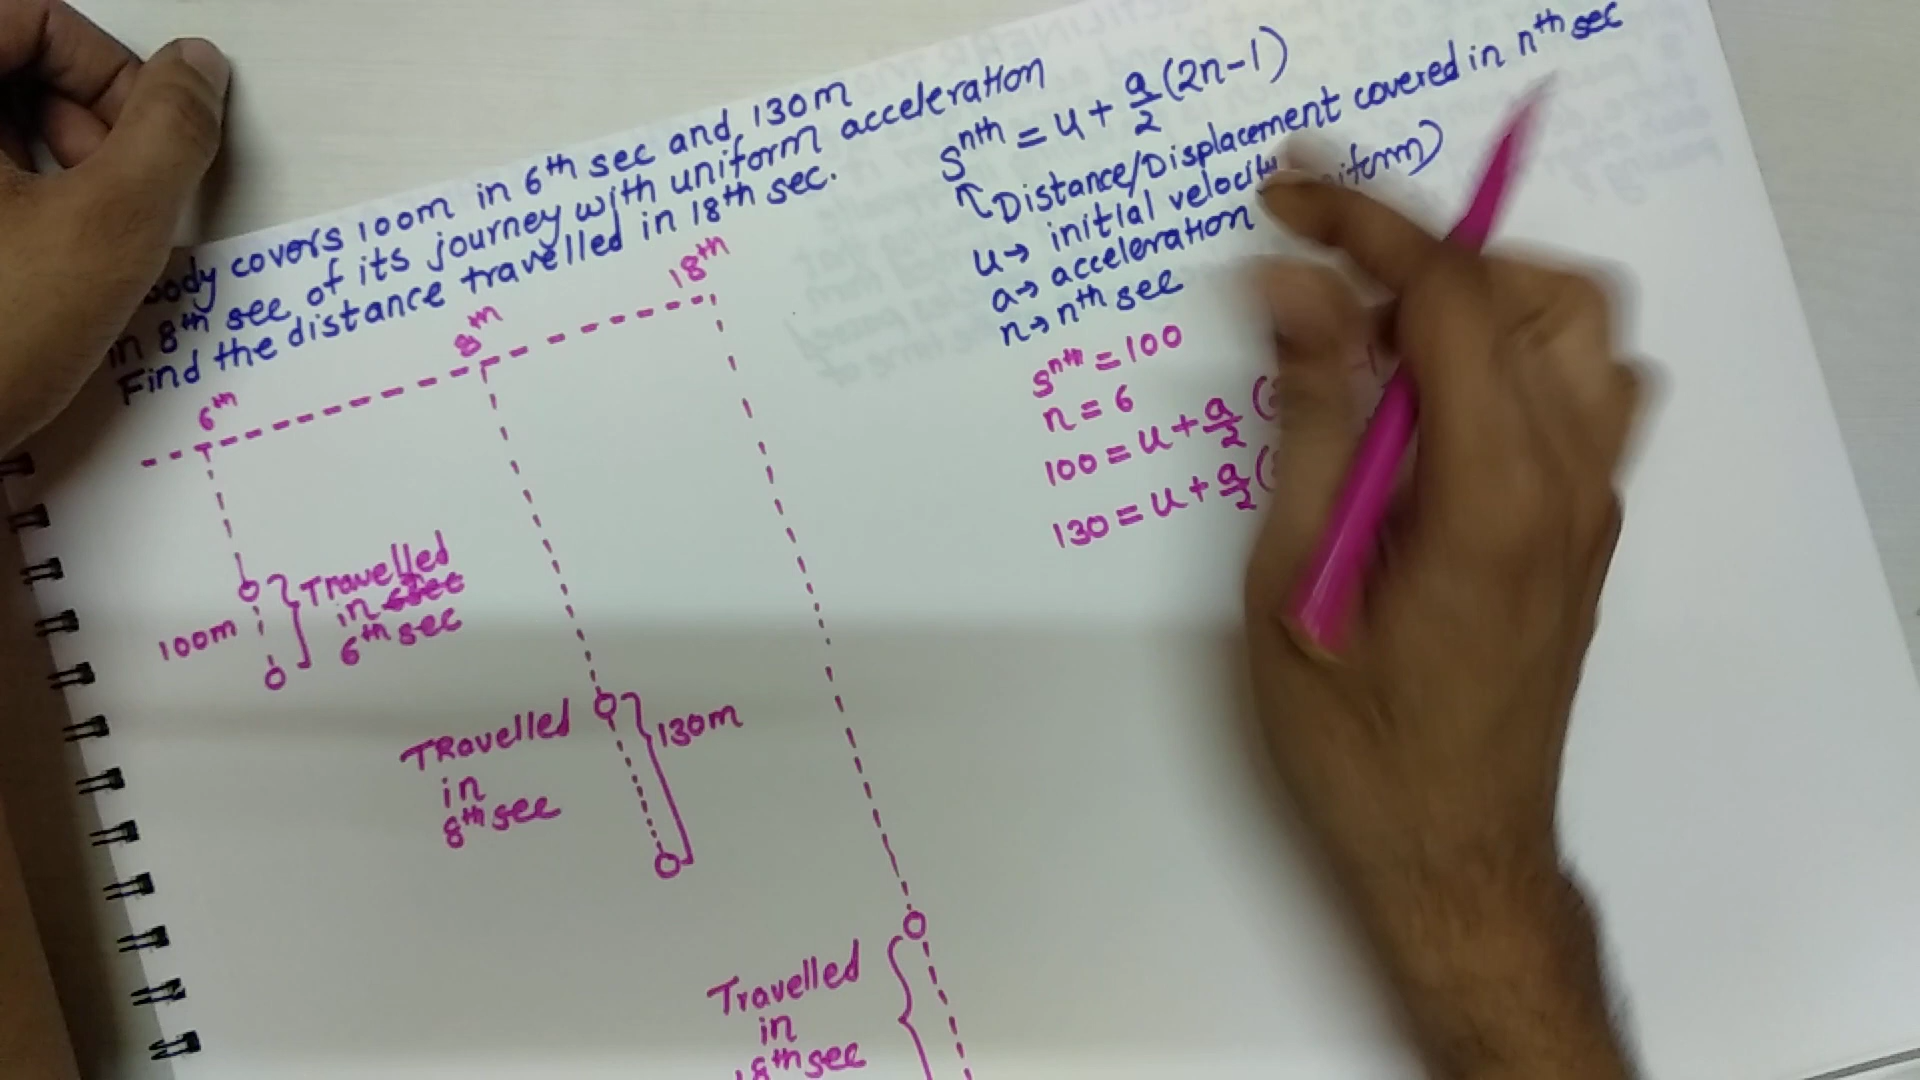 body covers 100m in 6th sec and 130m
in 8th sec of its journey with uniform acceleration
Find the distance travelled in 18th sec.
6th
8th
18th
100m
Travelled
in
6th sec
Travelled
in
8th sec
130m
Travelled
in
18th sec
S^nth = u + a/2 (2n-1)
Distance/Displacement covered in nth sec
u→ initial velocity
a→ acceleration
n→ nth sec
S^nth = 100
n = 6
100 = u + a/2 (
130 = u + a/2 (